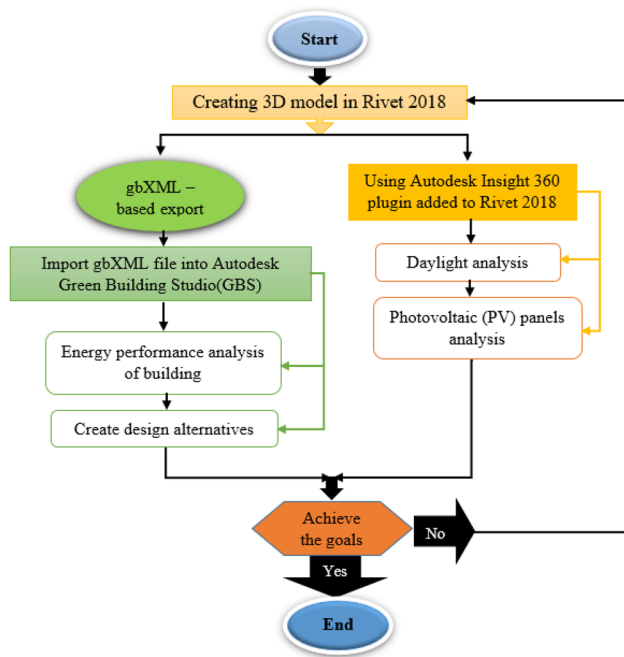 Start
Creating 3D model in Rivet 2018
gbXML –
based export
Import gbXML file into Autodesk
Green Building Studio(GBS)
Energy performance analysis
of building
Create design alternatives
Using Autodesk Insight 360
plugin added to Rivet 2018
Daylight analysis
Photovoltaic (PV) panels
analysis
Achieve
the goals
No
Yes
End